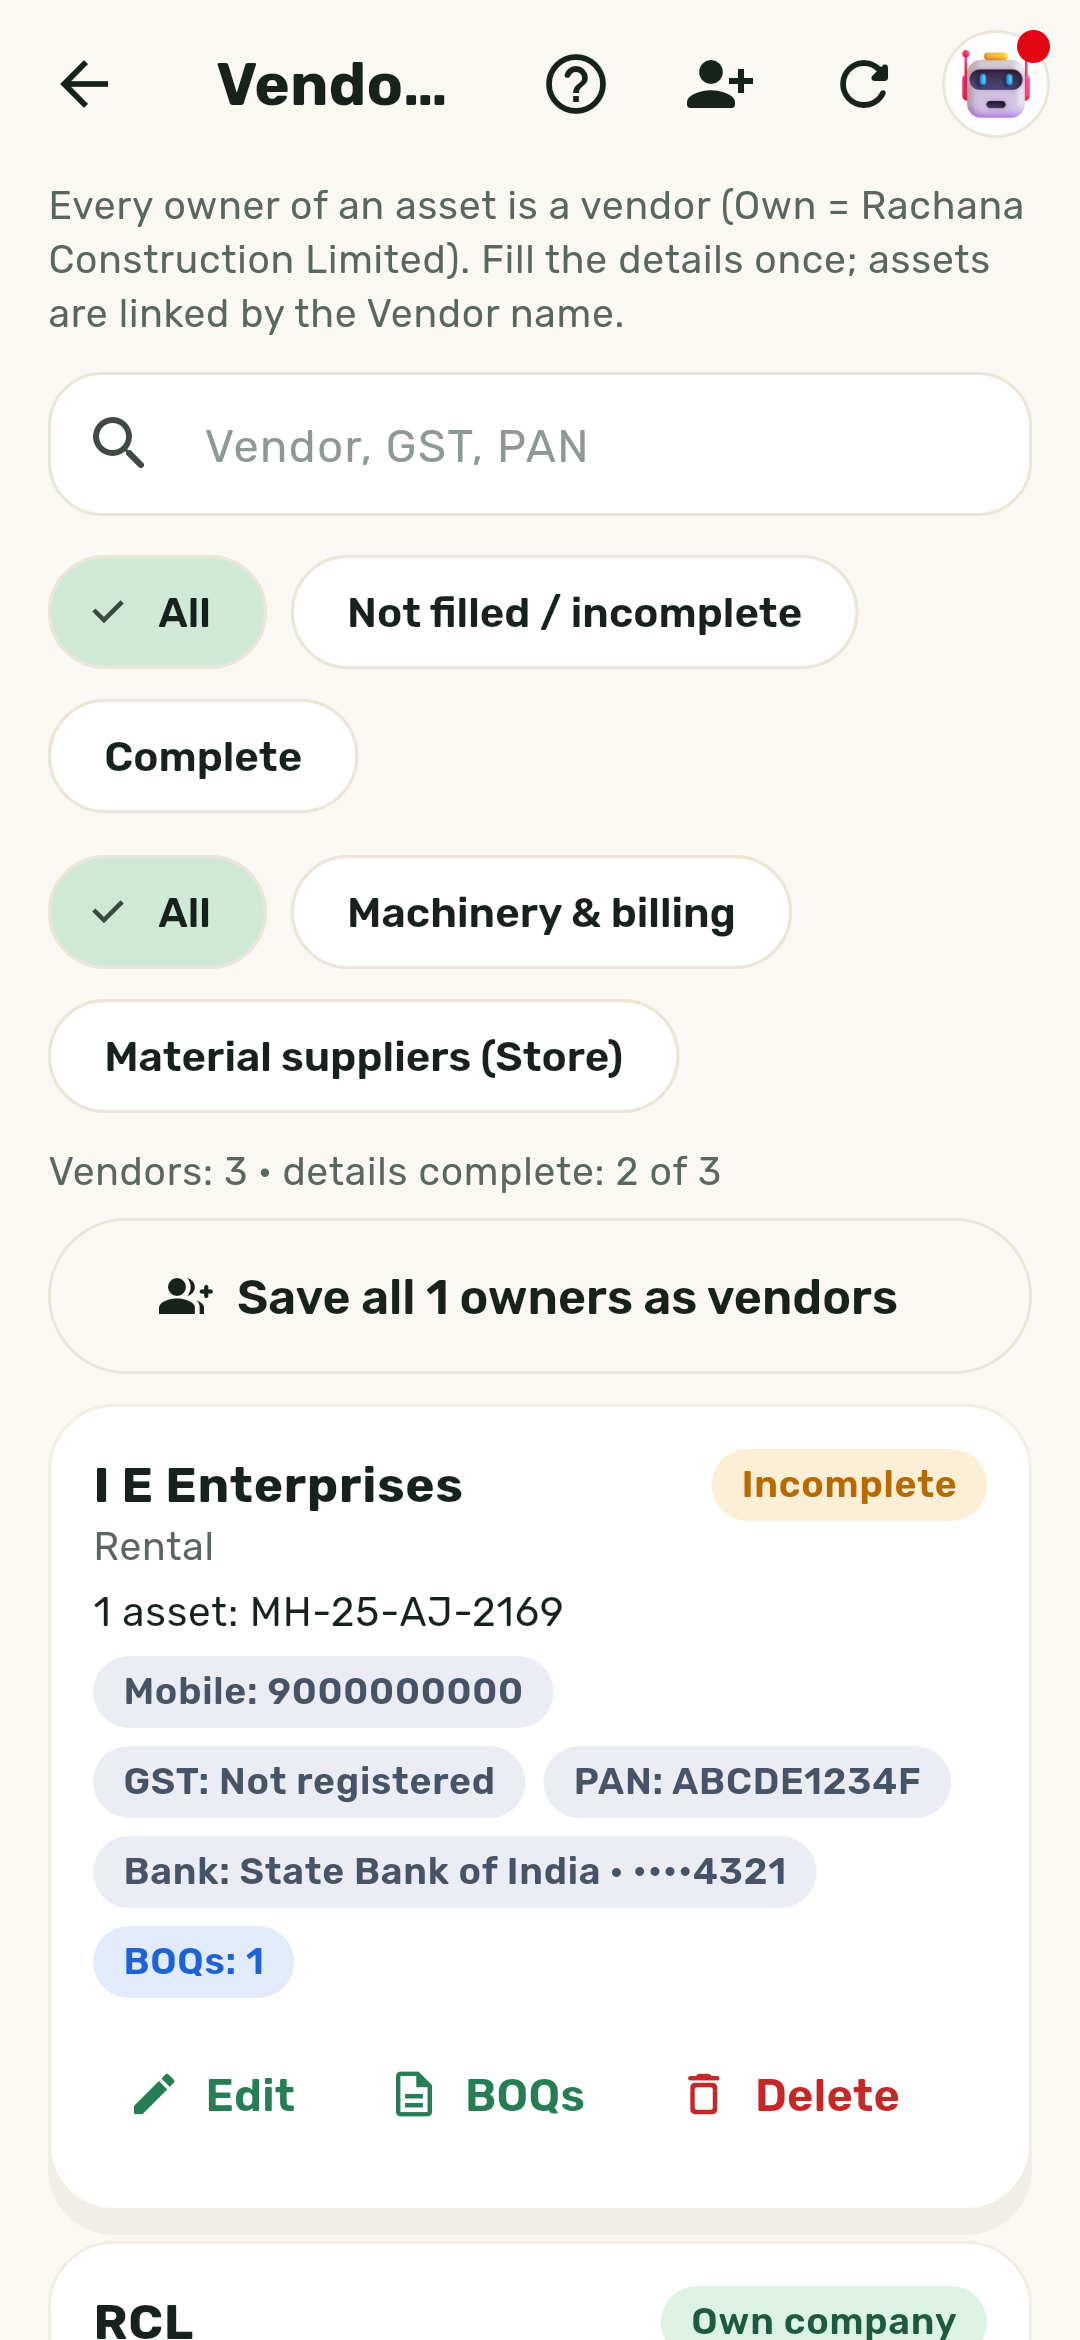 Vendo...
Every owner of an asset is a vendor (Own = Rachana
Construction Limited). Fill the details once; assets
are linked by the Vendor name.
Vendor, GST, PAN
All
Not filled / incomplete
Complete
All
Machinery & billing
Material suppliers (Store)
Vendors: 3 • details complete: 2 of 3
Save all 1 owners as vendors
I E Enterprises
Incomplete
Rental
1 asset: MH-25-AJ-2169
Mobile: 9000000000
GST: Not registered
PAN: ABCDE1234F
Bank: State Bank of India • ••••4321
BOQs: 1
Edit
BOQs
Delete
RCL
Own company